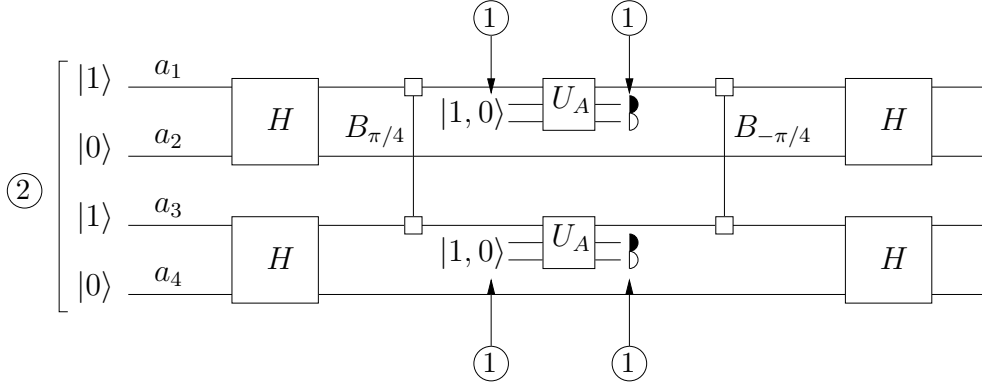 ① ①
|1⟩ a₁
|1,0⟩ U_A
H B_{π/4} B_{−π/4} H
|0⟩ a₂
②
|1⟩ a₃
|1,0⟩ U_A
H H
|0⟩ a₄
① ①